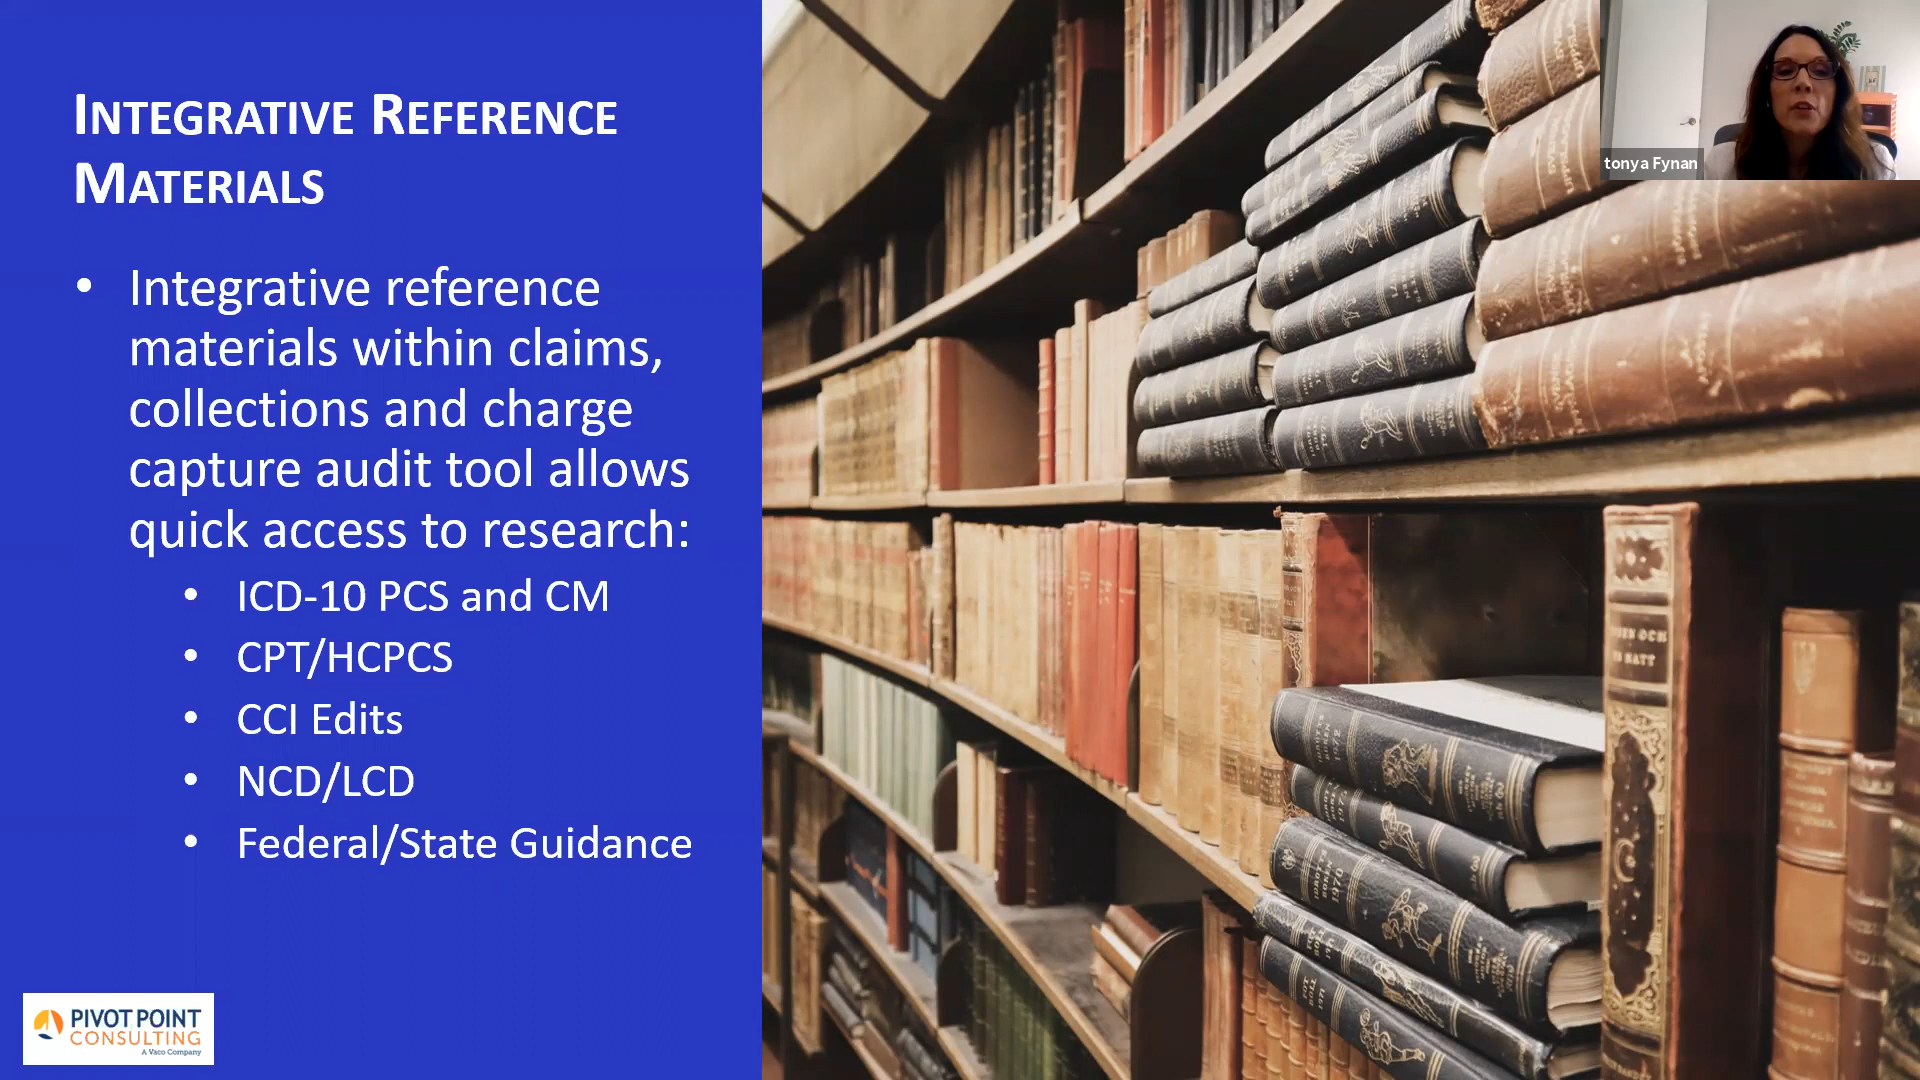 INTEGRATIVE REFERENCE
MATERIALS
• Integrative reference
materials within claims,
collections and charge
capture audit tool allows
quick access to research:
• ICD-10 PCS and CM
• CPT/HCPCS
• CCI Edits
• NCD/LCD
• Federal/State Guidance
PIVOT POINT
CONSULTING
A Vaco Company
tonya Fynan